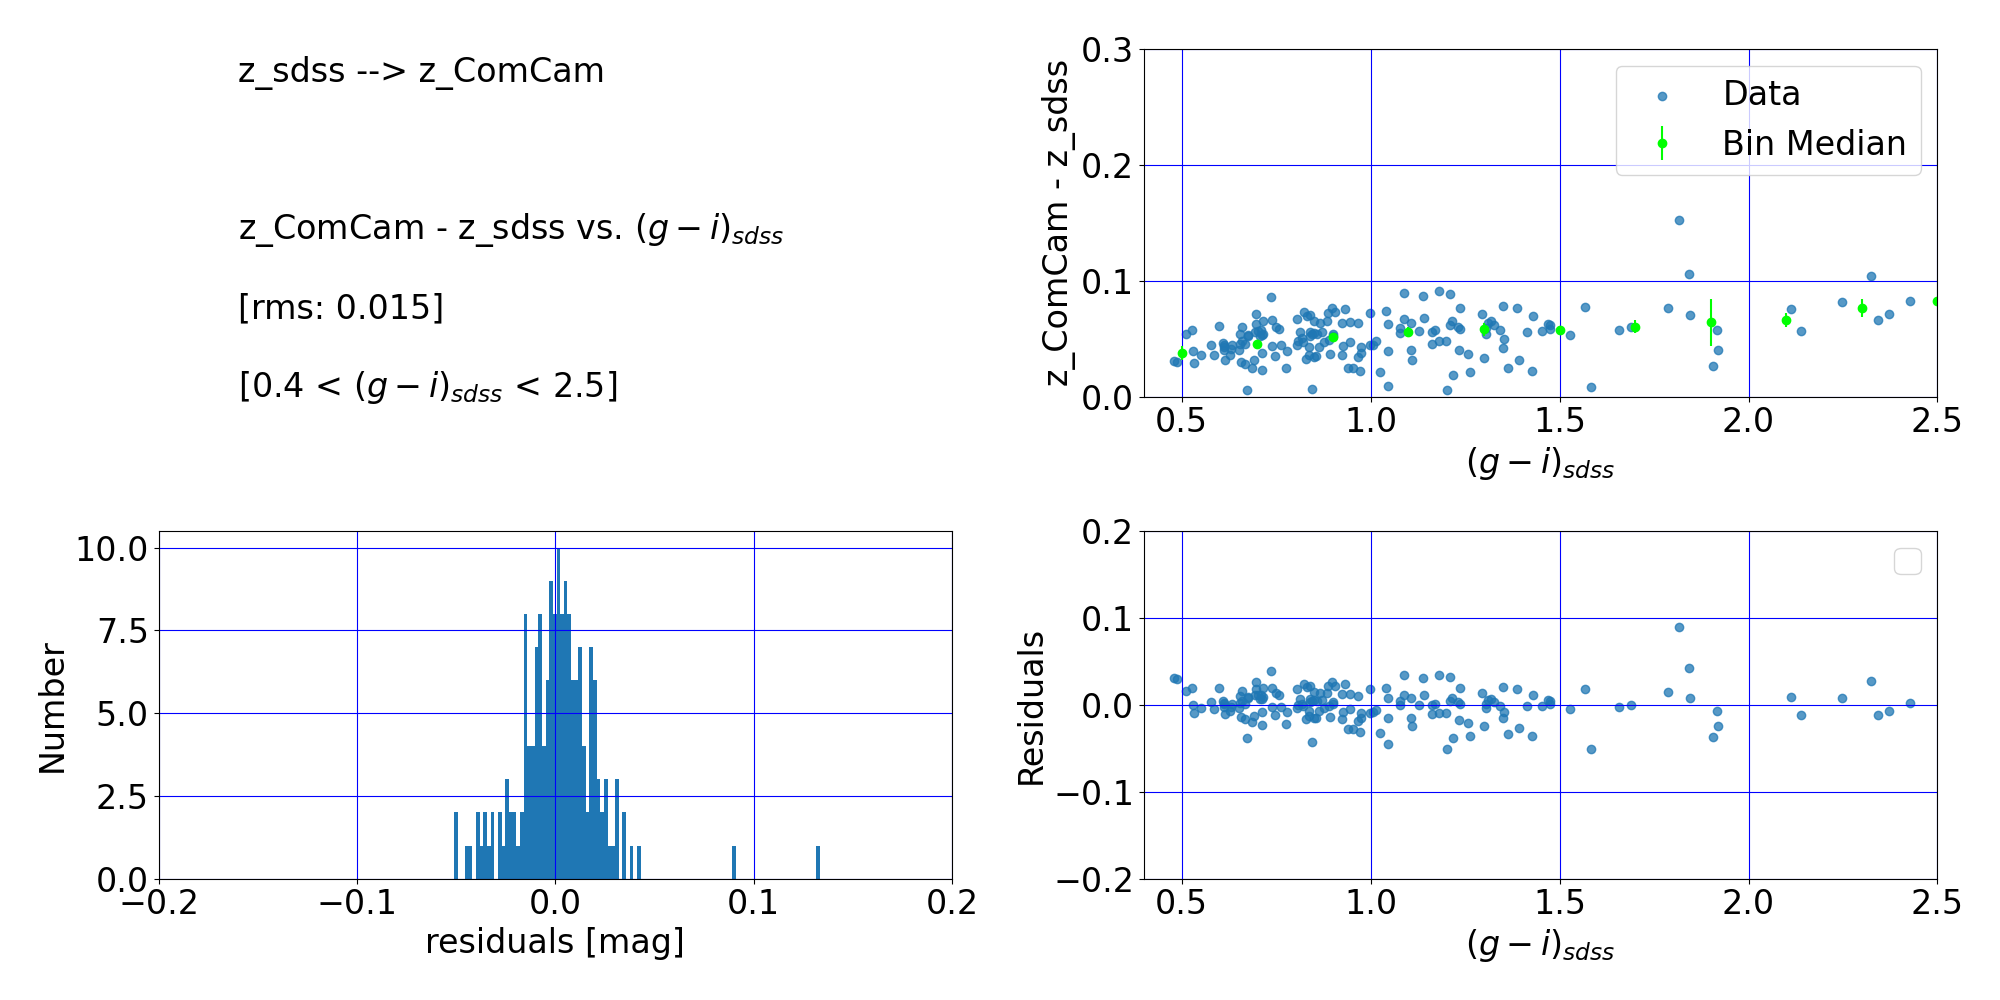 z_sdss --> z_ComCam
z_ComCam - z_sdss vs. (g − i)sdss
[rms: 0.015]
[0.4 < (g − i)sdss < 2.5]
z_ComCam - z_sdss
0.3
0.2
0.1
0.0
Data
Bin Median
0.5 1.0 1.5 2.0 2.5
(g − i)sdss
Number
10.0
7.5
5.0
2.5
0.0
−0.2 −0.1 0.0 0.1 0.2
residuals [mag]
Residuals
0.2
0.1
0.0
−0.1
−0.2
0.5 1.0 1.5 2.0 2.5
(g − i)sdss